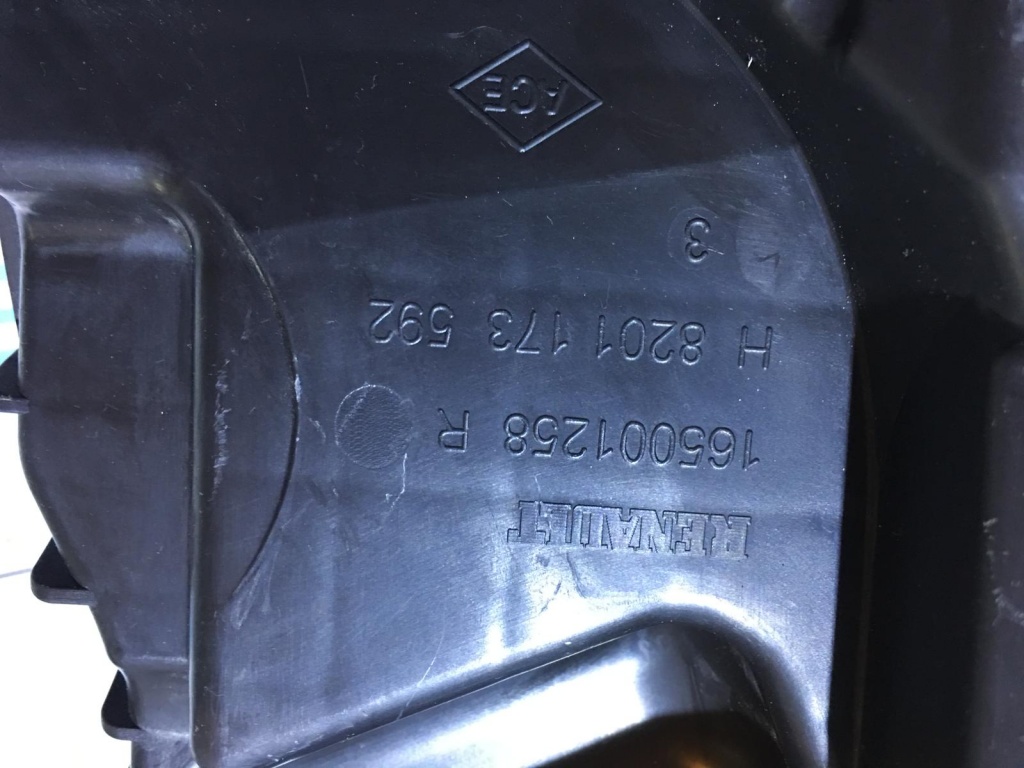 RENAULT
165001258 R
H 8201 173 592
3
ACE